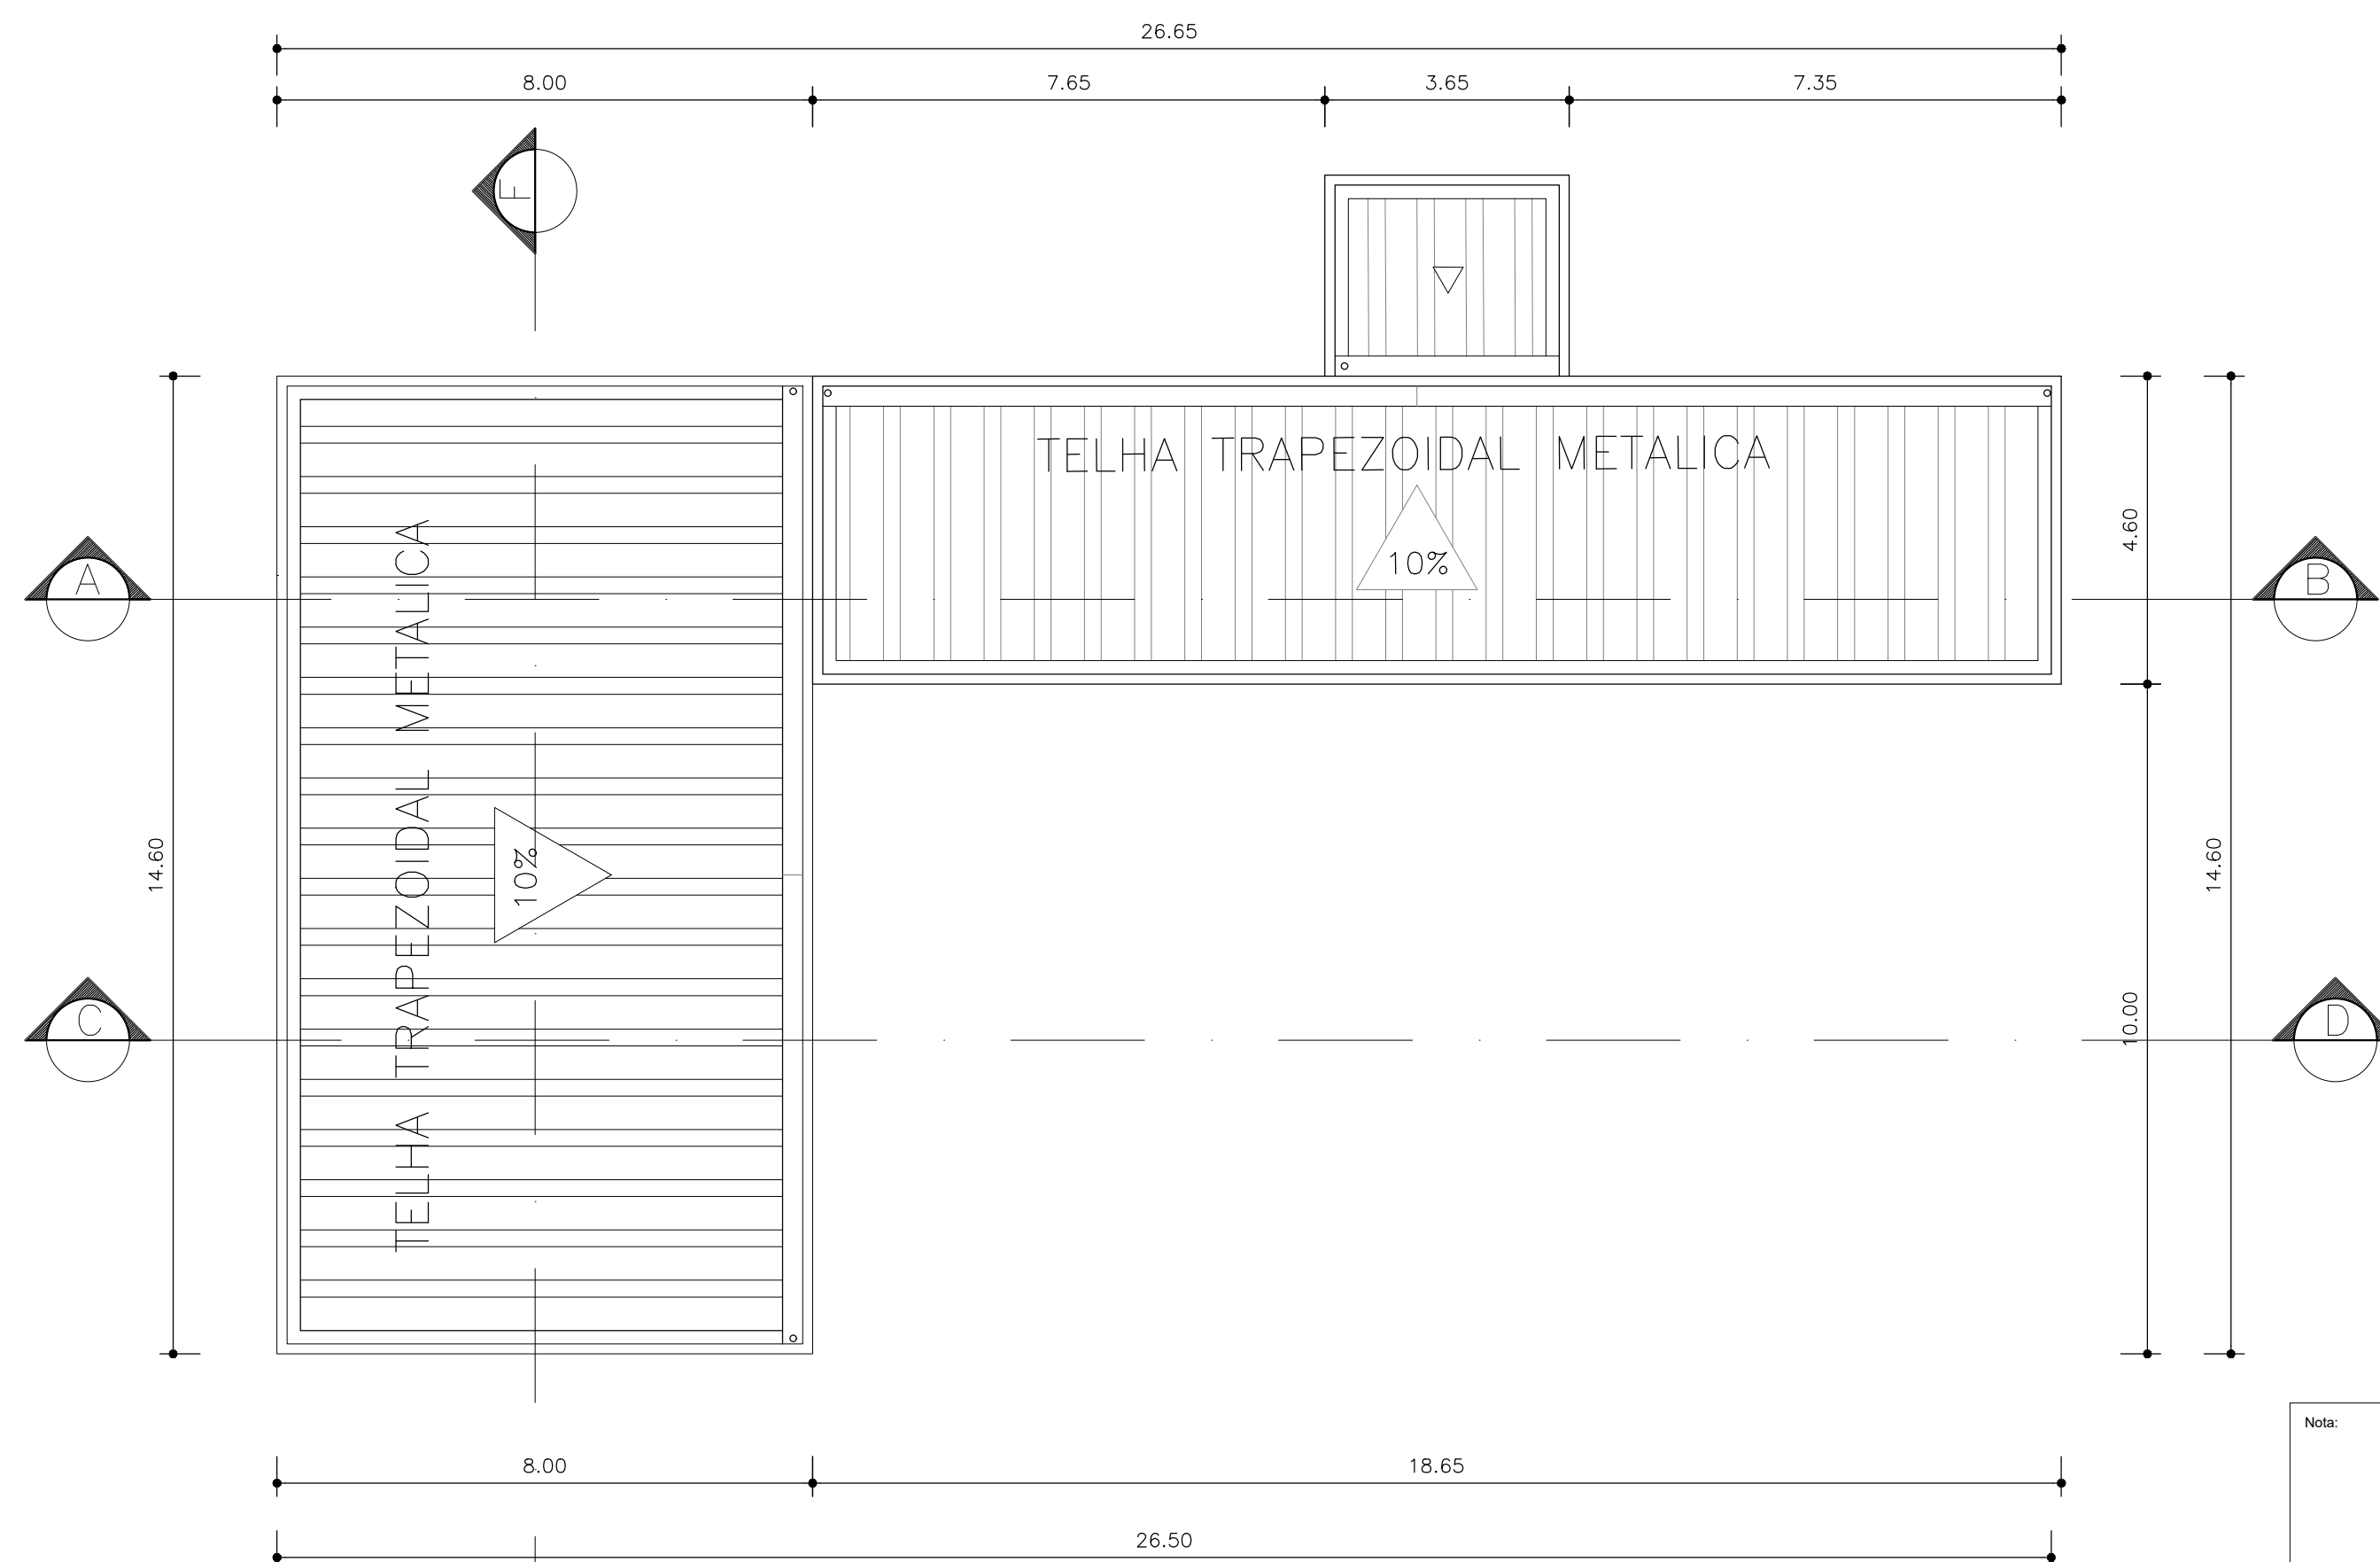 26.65
8.00
7.65
3.65
7.35
F
TELHA TRAPEZOIDAL METALICA
10%
4.60
A
B
TELHA TRAPEZOIDAL METALICA
10%
14.60
14.60
10.00
C
D
Nota:
8.00
18.65
26.50